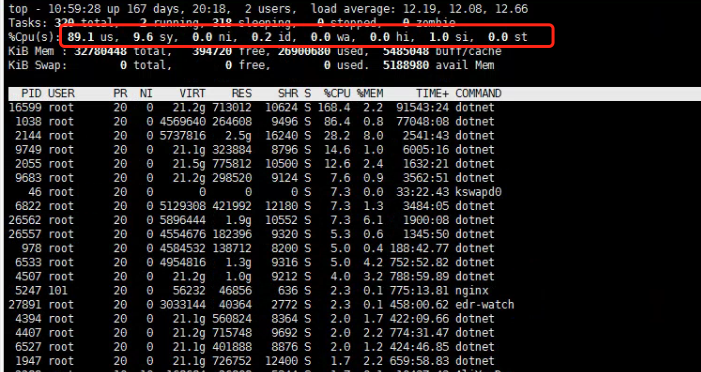 top - 10:59:28 up 167 days, 20:18,  2 users,  load average: 12.19, 12.08, 12.66
Tasks: 320 total,   2 running, 318 sleeping,   0 stopped,   0 zombie
%Cpu(s): 89.1 us,  9.6 sy,  0.0 ni,  0.2 id,  0.0 wa,  0.0 hi,  1.0 si,  0.0 st
KiB Mem : 32780448 total,   394720 free, 26900680 used,  5485048 buff/cache
KiB Swap:        0 total,        0 free,        0 used.  5188980 avail Mem
PID USER      PR  NI    VIRT    RES    SHR S  %CPU %MEM     TIME+ COMMAND
16599 root      20   0   21.2g 713012  10624 S 168.4  2.2  91543:24 dotnet
1038 root      20   0 4569640 264608   9496 S  86.4  0.8  77048:08 dotnet
2144 root      20   0 5737816   2.5g  16240 S  28.2  8.0   2541:43 dotnet
9749 root      20   0   21.1g 323884   8796 S  14.6  1.0   6005:16 dotnet
2055 root      20   0   21.5g 775812  10500 S  12.6  2.4   1632:21 dotnet
9683 root      20   0   21.2g 298520   9124 S   7.6  0.9   3562:51 dotnet
46 root      20   0       0      0      0 S   7.3  0.0  33:22.43 kswapd0
6822 root      20   0 5129308 421992  12180 S   7.3  1.3   3484:05 dotnet
26562 root      20   0 5896444   1.9g  10552 S   7.3  6.1   1900:08 dotnet
26557 root      20   0 4554676 182396   9320 S   5.3  0.6   1345:50 dotnet
978 root      20   0 4584532 138712   8200 S   5.0  0.4 188:42.77 dotnet
6533 root      20   0 4954816   1.3g   9316 S   5.0  4.2 752:52.82 dotnet
4507 root      20   0   21.2g   1.0g   9212 S   4.0  3.2 788:59.89 dotnet
5247 101       20   0   56232  46856    636 S   2.3  0.1 775:13.81 nginx
27891 root      20   0 3033144  40364   2772 S   2.3  0.1 458:00.62 edr-watch
4394 root      20   0   21.1g 560824   8364 S   2.0  1.7 422:09.66 dotnet
4407 root      20   0   21.2g 715748   9692 S   2.0  2.2 774:31.47 dotnet
6527 root      20   0   21.1g 401888   8876 S   2.0  1.2 424:46.85 dotnet
1947 root      20   0   21.1g 726752  12400 S   1.7  2.2 659:58.83 dotnet